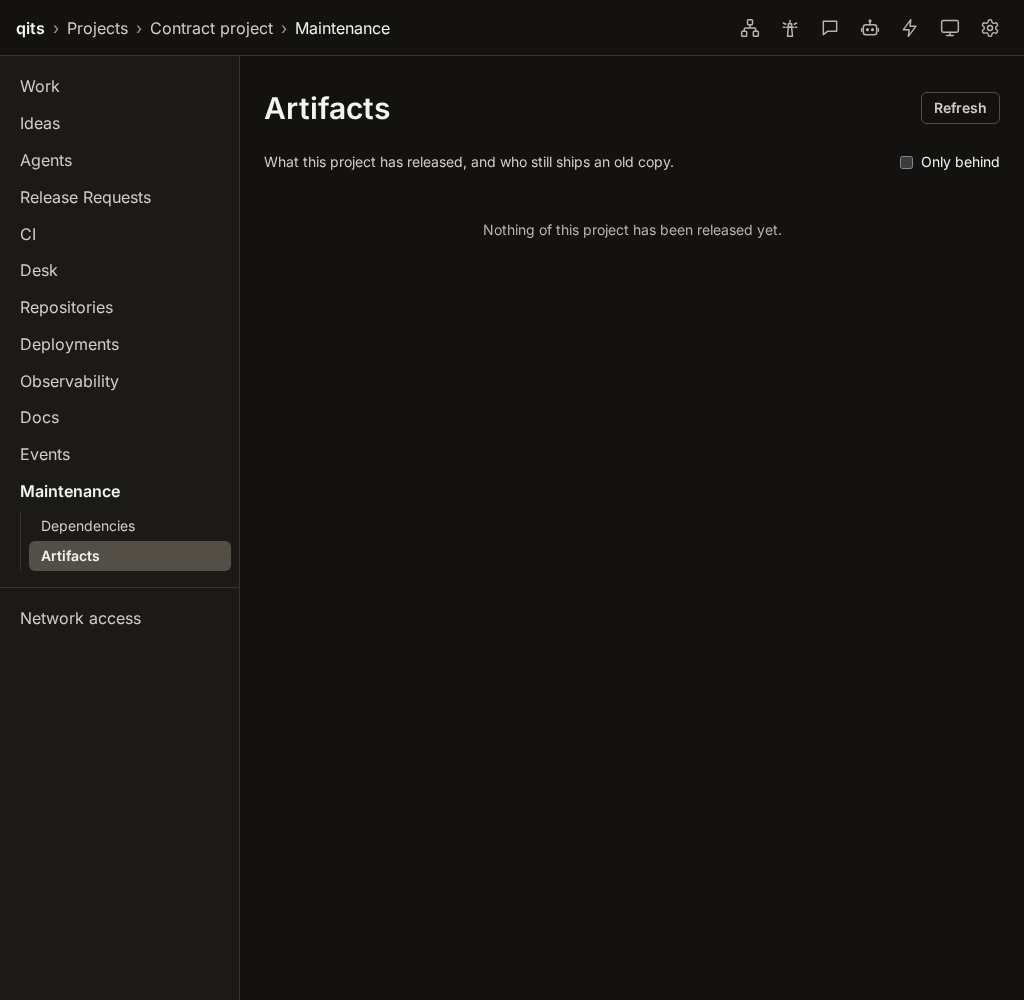 qits › Projects › Contract project › Maintenance
Work
Ideas
Agents
Release Requests
CI
Desk
Repositories
Deployments
Observability
Docs
Events
Maintenance
Dependencies
Artifacts
Network access
Artifacts
Refresh
What this project has released, and who still ships an old copy.
Only behind
Nothing of this project has been released yet.